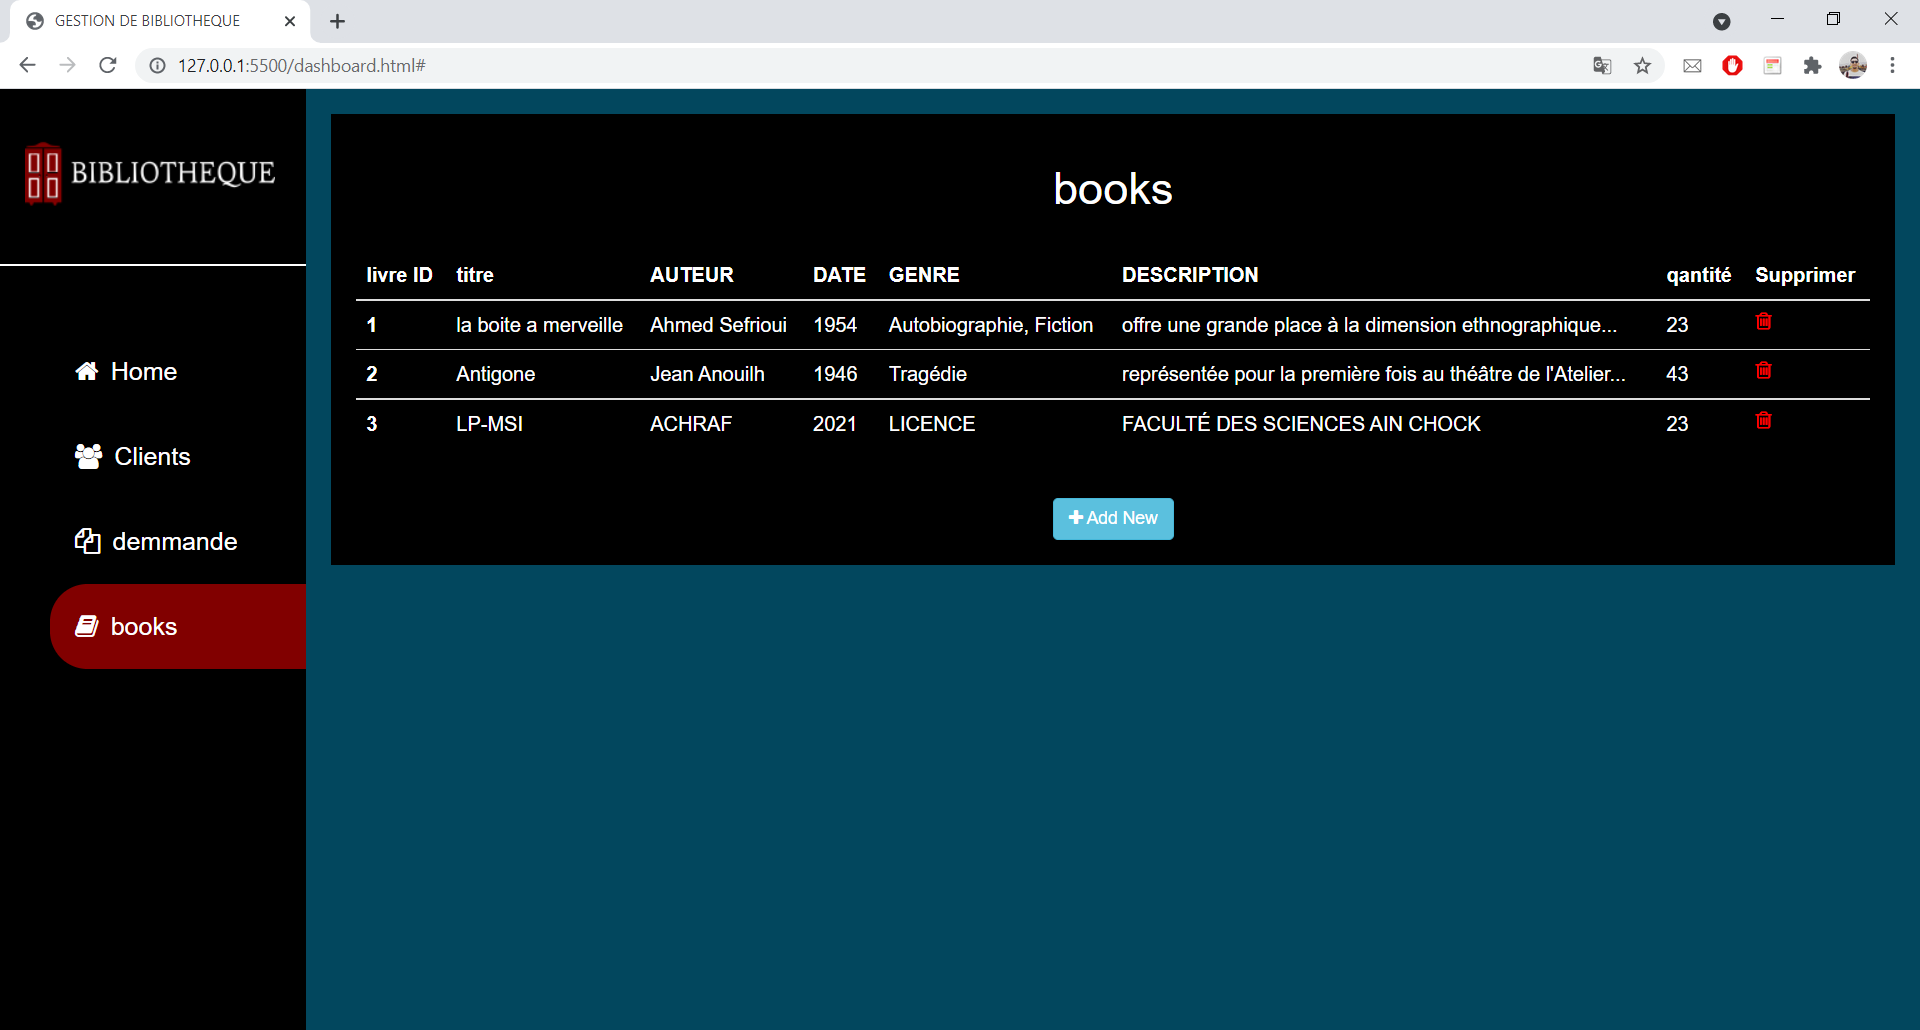 GESTION DE BIBLIOTHEQUE
127.0.0.1:5500/dashboard.html#
BIBLIOTHEQUE
Home
Clients
demmande
books
books
livre ID titre AUTEUR DATE GENRE DESCRIPTION qantité Supprimer
1 la boite a merveille Ahmed Sefrioui 1954 Autobiographie, Fiction offre une grande place à la dimension ethnographique... 23
2 Antigone Jean Anouilh 1946 Tragédie représentée pour la première fois au théâtre de l'Atelier... 43
3 LP-MSI ACHRAF 2021 LICENCE FACULTÉ DES SCIENCES AIN CHOCK 23
Add New